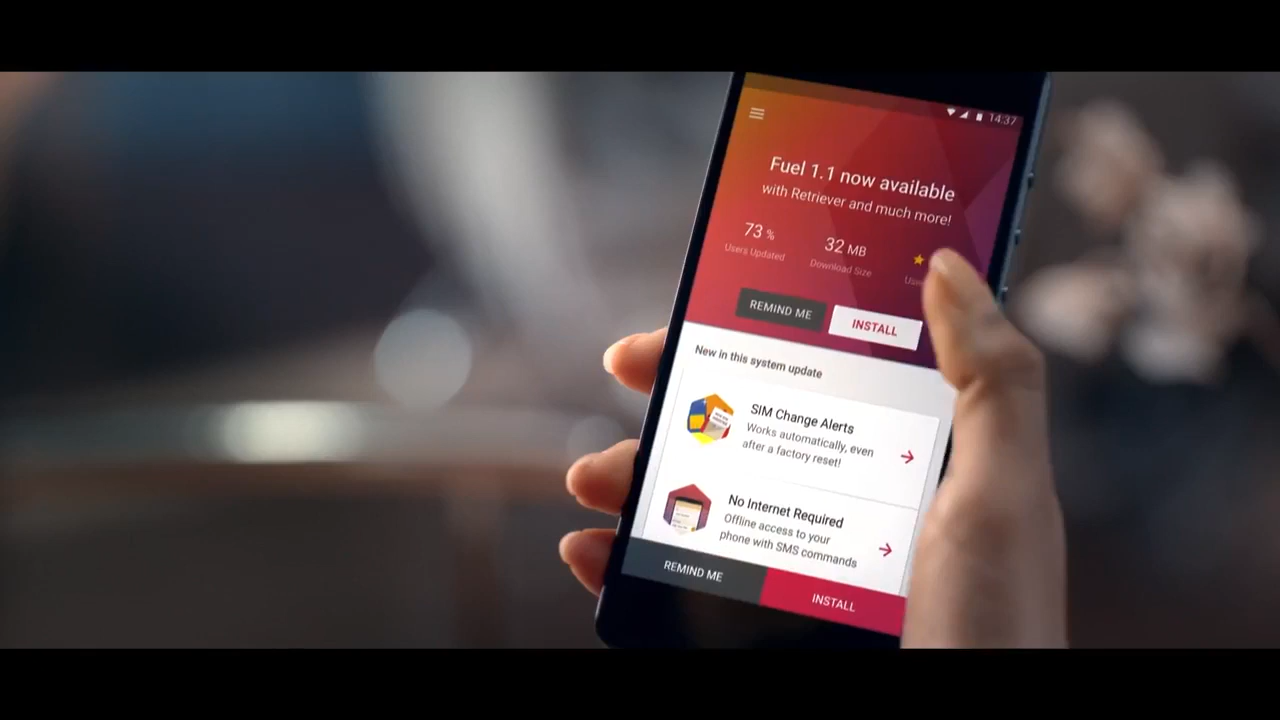 14:37
Fuel 1.1 now available
with Retriever and much more!
73 %
32 MB
Users Updated
Download Size
REMIND ME
INSTALL
New in this system update
SIM Change Alerts
Works automatically, even
after a factory reset!
No Internet Required
Offline access to your
phone with SMS commands
REMIND ME
INSTALL